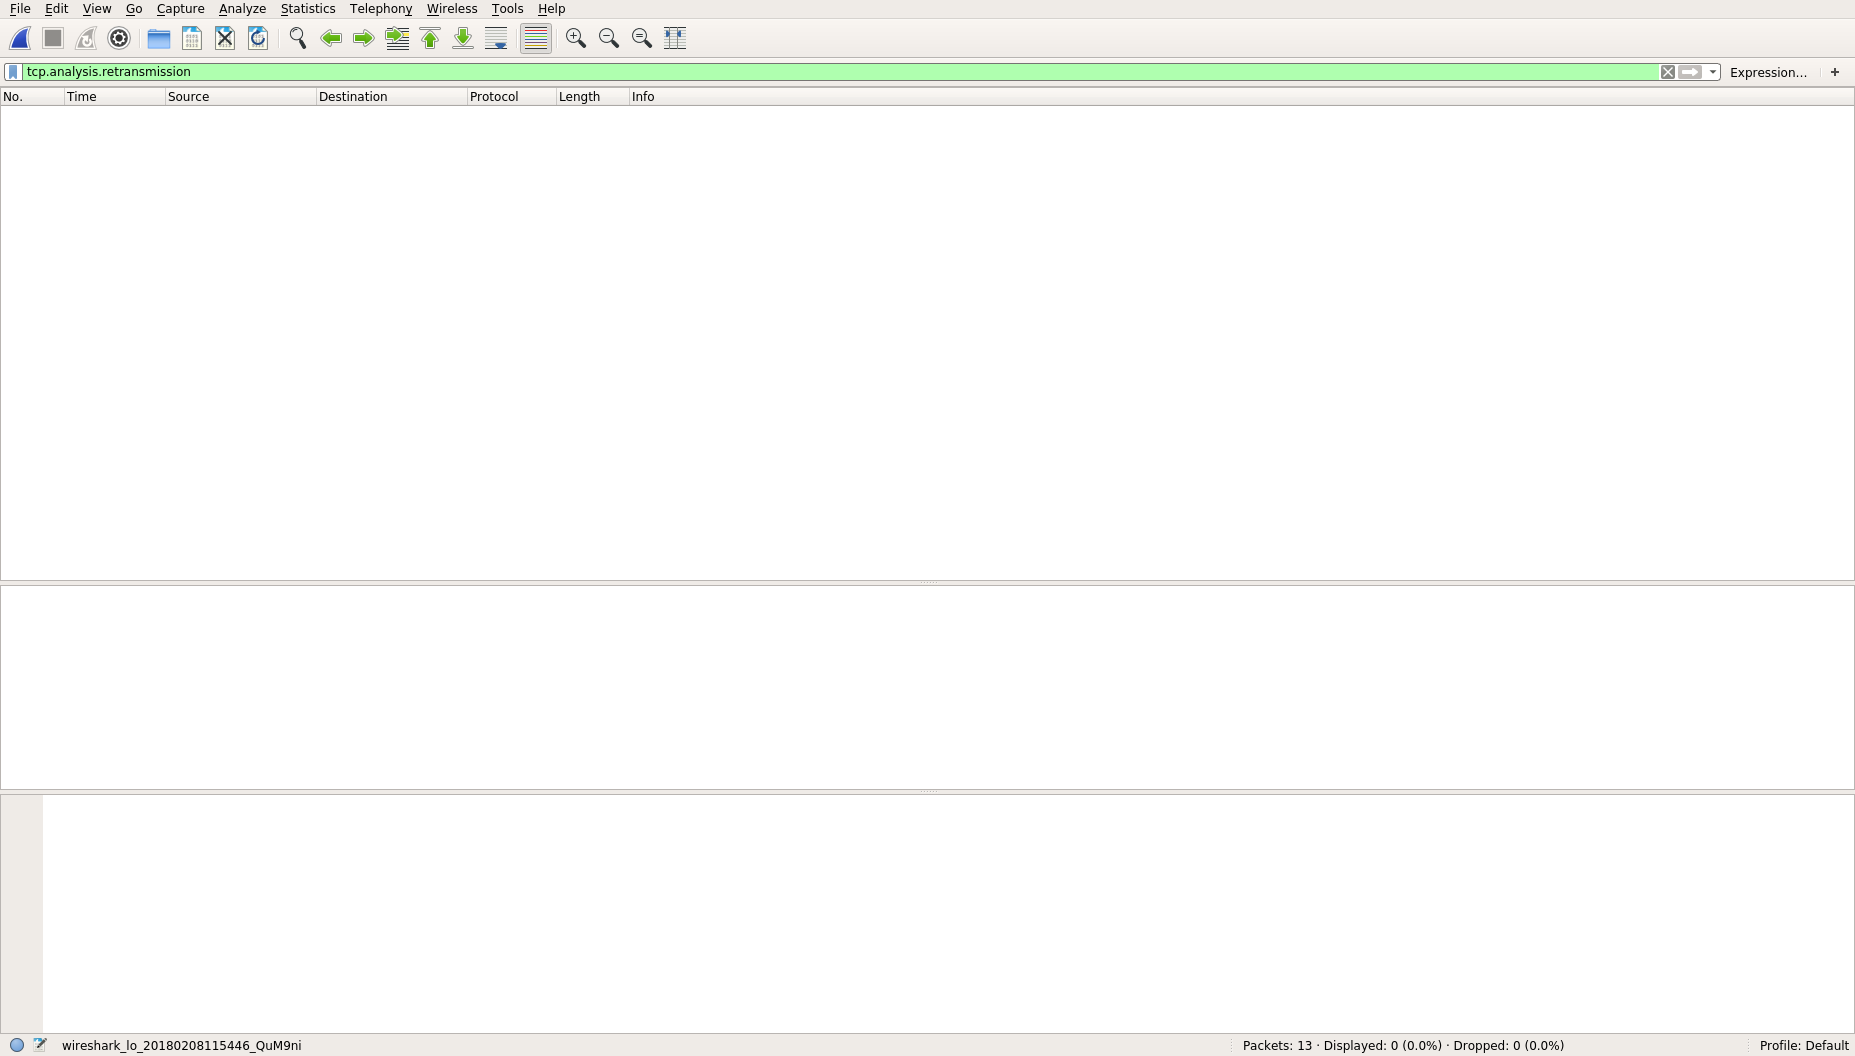 File Edit View Go Capture Analyze Statistics Telephony Wireless Tools Help
tcp.analysis.retransmission Expression… +
No. Time Source Destination Protocol Length Info
wireshark_lo_20180208115446_QuM9ni Packets: 13 · Displayed: 0 (0.0%) · Dropped: 0 (0.0%) Profile: Default